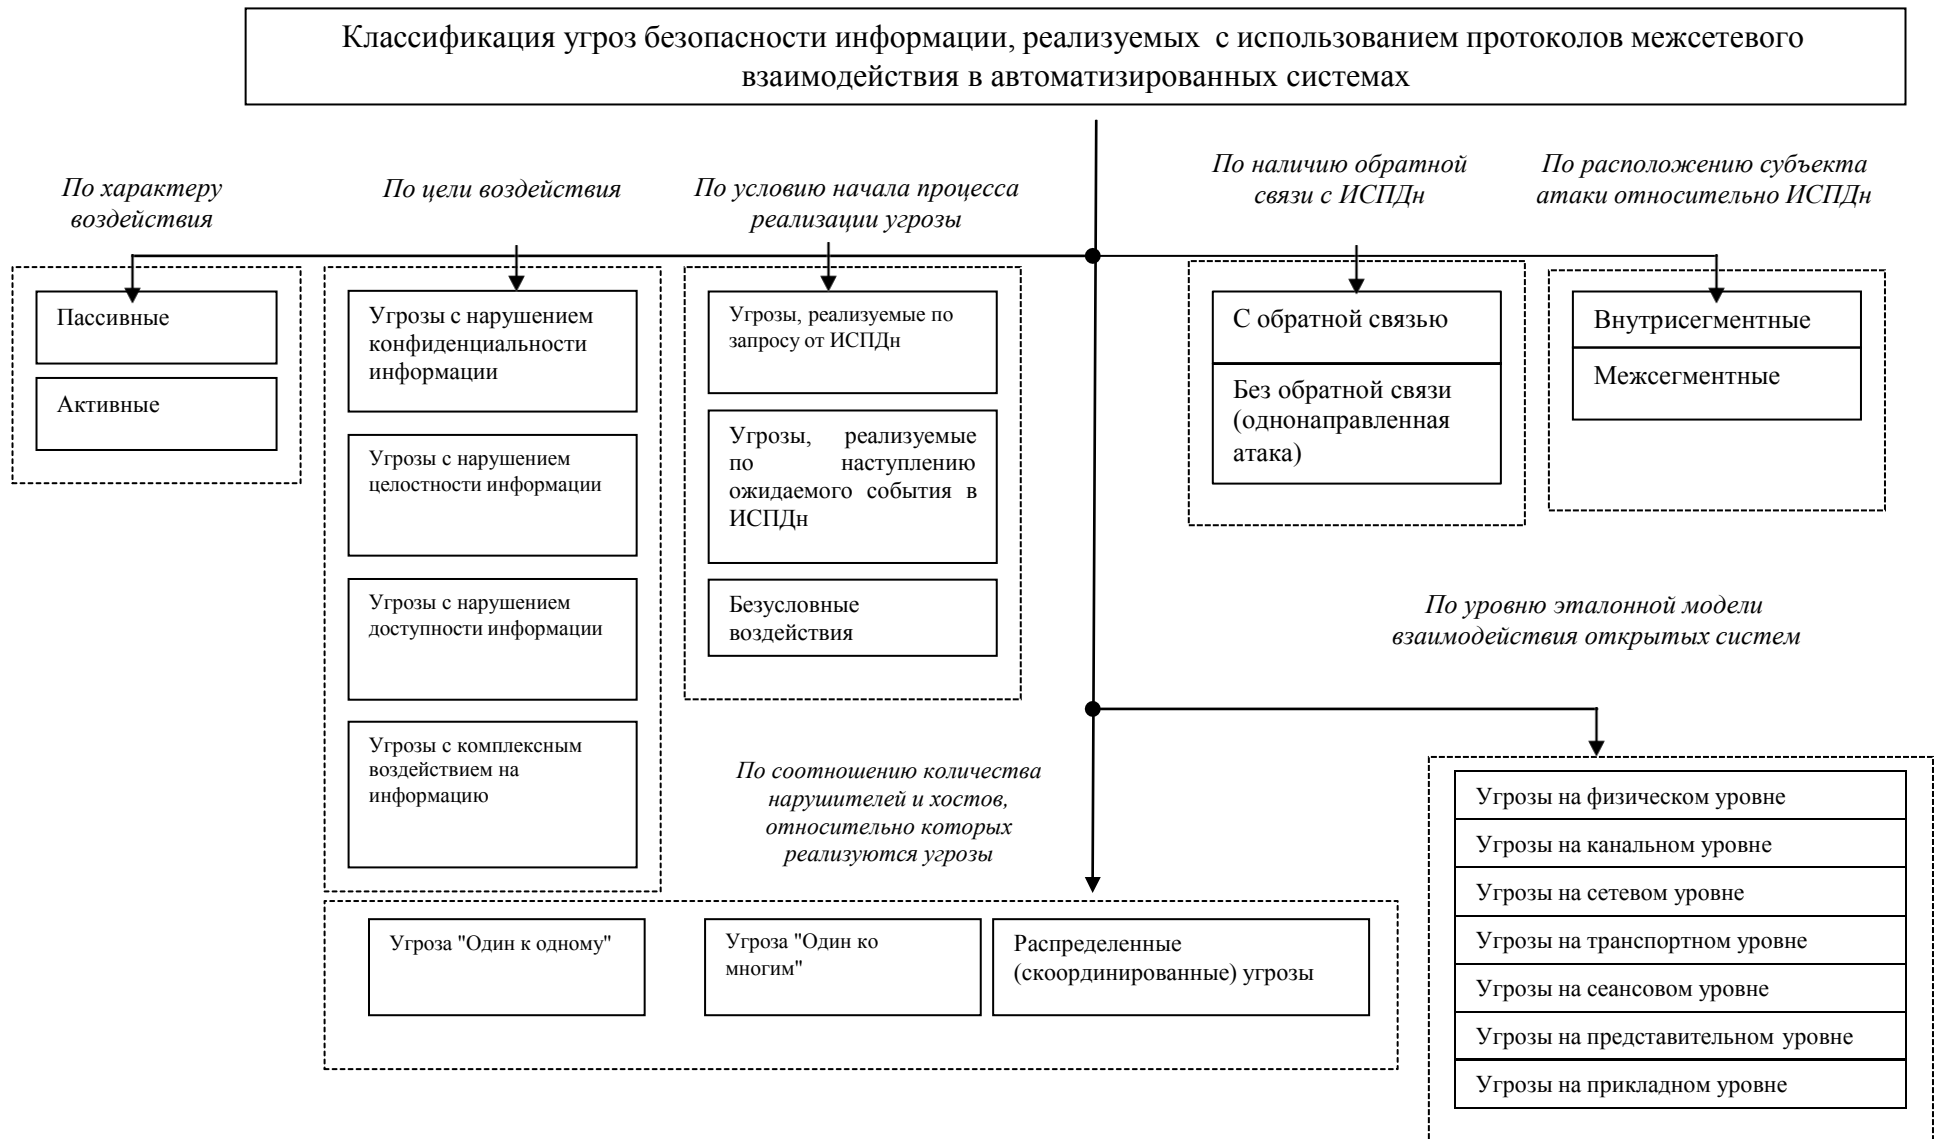 Классификация угроз безопасности информации, реализуемых с использованием протоколов межсетевого
взаимодействия в автоматизированных системах
По характеру
воздействия
Пассивные
Активные
По цели воздействия
Угрозы с нарушением
конфиденциальности
информации
Угрозы с нарушением
целостности информации
Угрозы с нарушением
доступности информации
Угрозы с комплексным
воздействием на
информацию
По условию начала процесса
реализации угрозы
Угрозы, реализуемые по
запросу от ИСПДн
Угрозы, реализуемые
по наступлению
ожидаемого события в
ИСПДн
Безусловные
воздействия
По наличию обратной
связи с ИСПДн
С обратной связью
Без обратной связи
(однонаправленная
атака)
По расположению субъекта
атаки относительно ИСПДн
Внутрисегментные
Межсегментные
По соотношению количества
нарушителей и хостов,
относительно которых
реализуются угрозы
Угроза "Один к одному"
Угроза "Один ко
многим"
Распределенные
(скоординированные) угрозы
По уровню эталонной модели
взаимодействия открытых систем
Угрозы на физическом уровне
Угрозы на канальном уровне
Угрозы на сетевом уровне
Угрозы на транспортном уровне
Угрозы на сеансовом уровне
Угрозы на представительном уровне
Угрозы на прикладном уровне